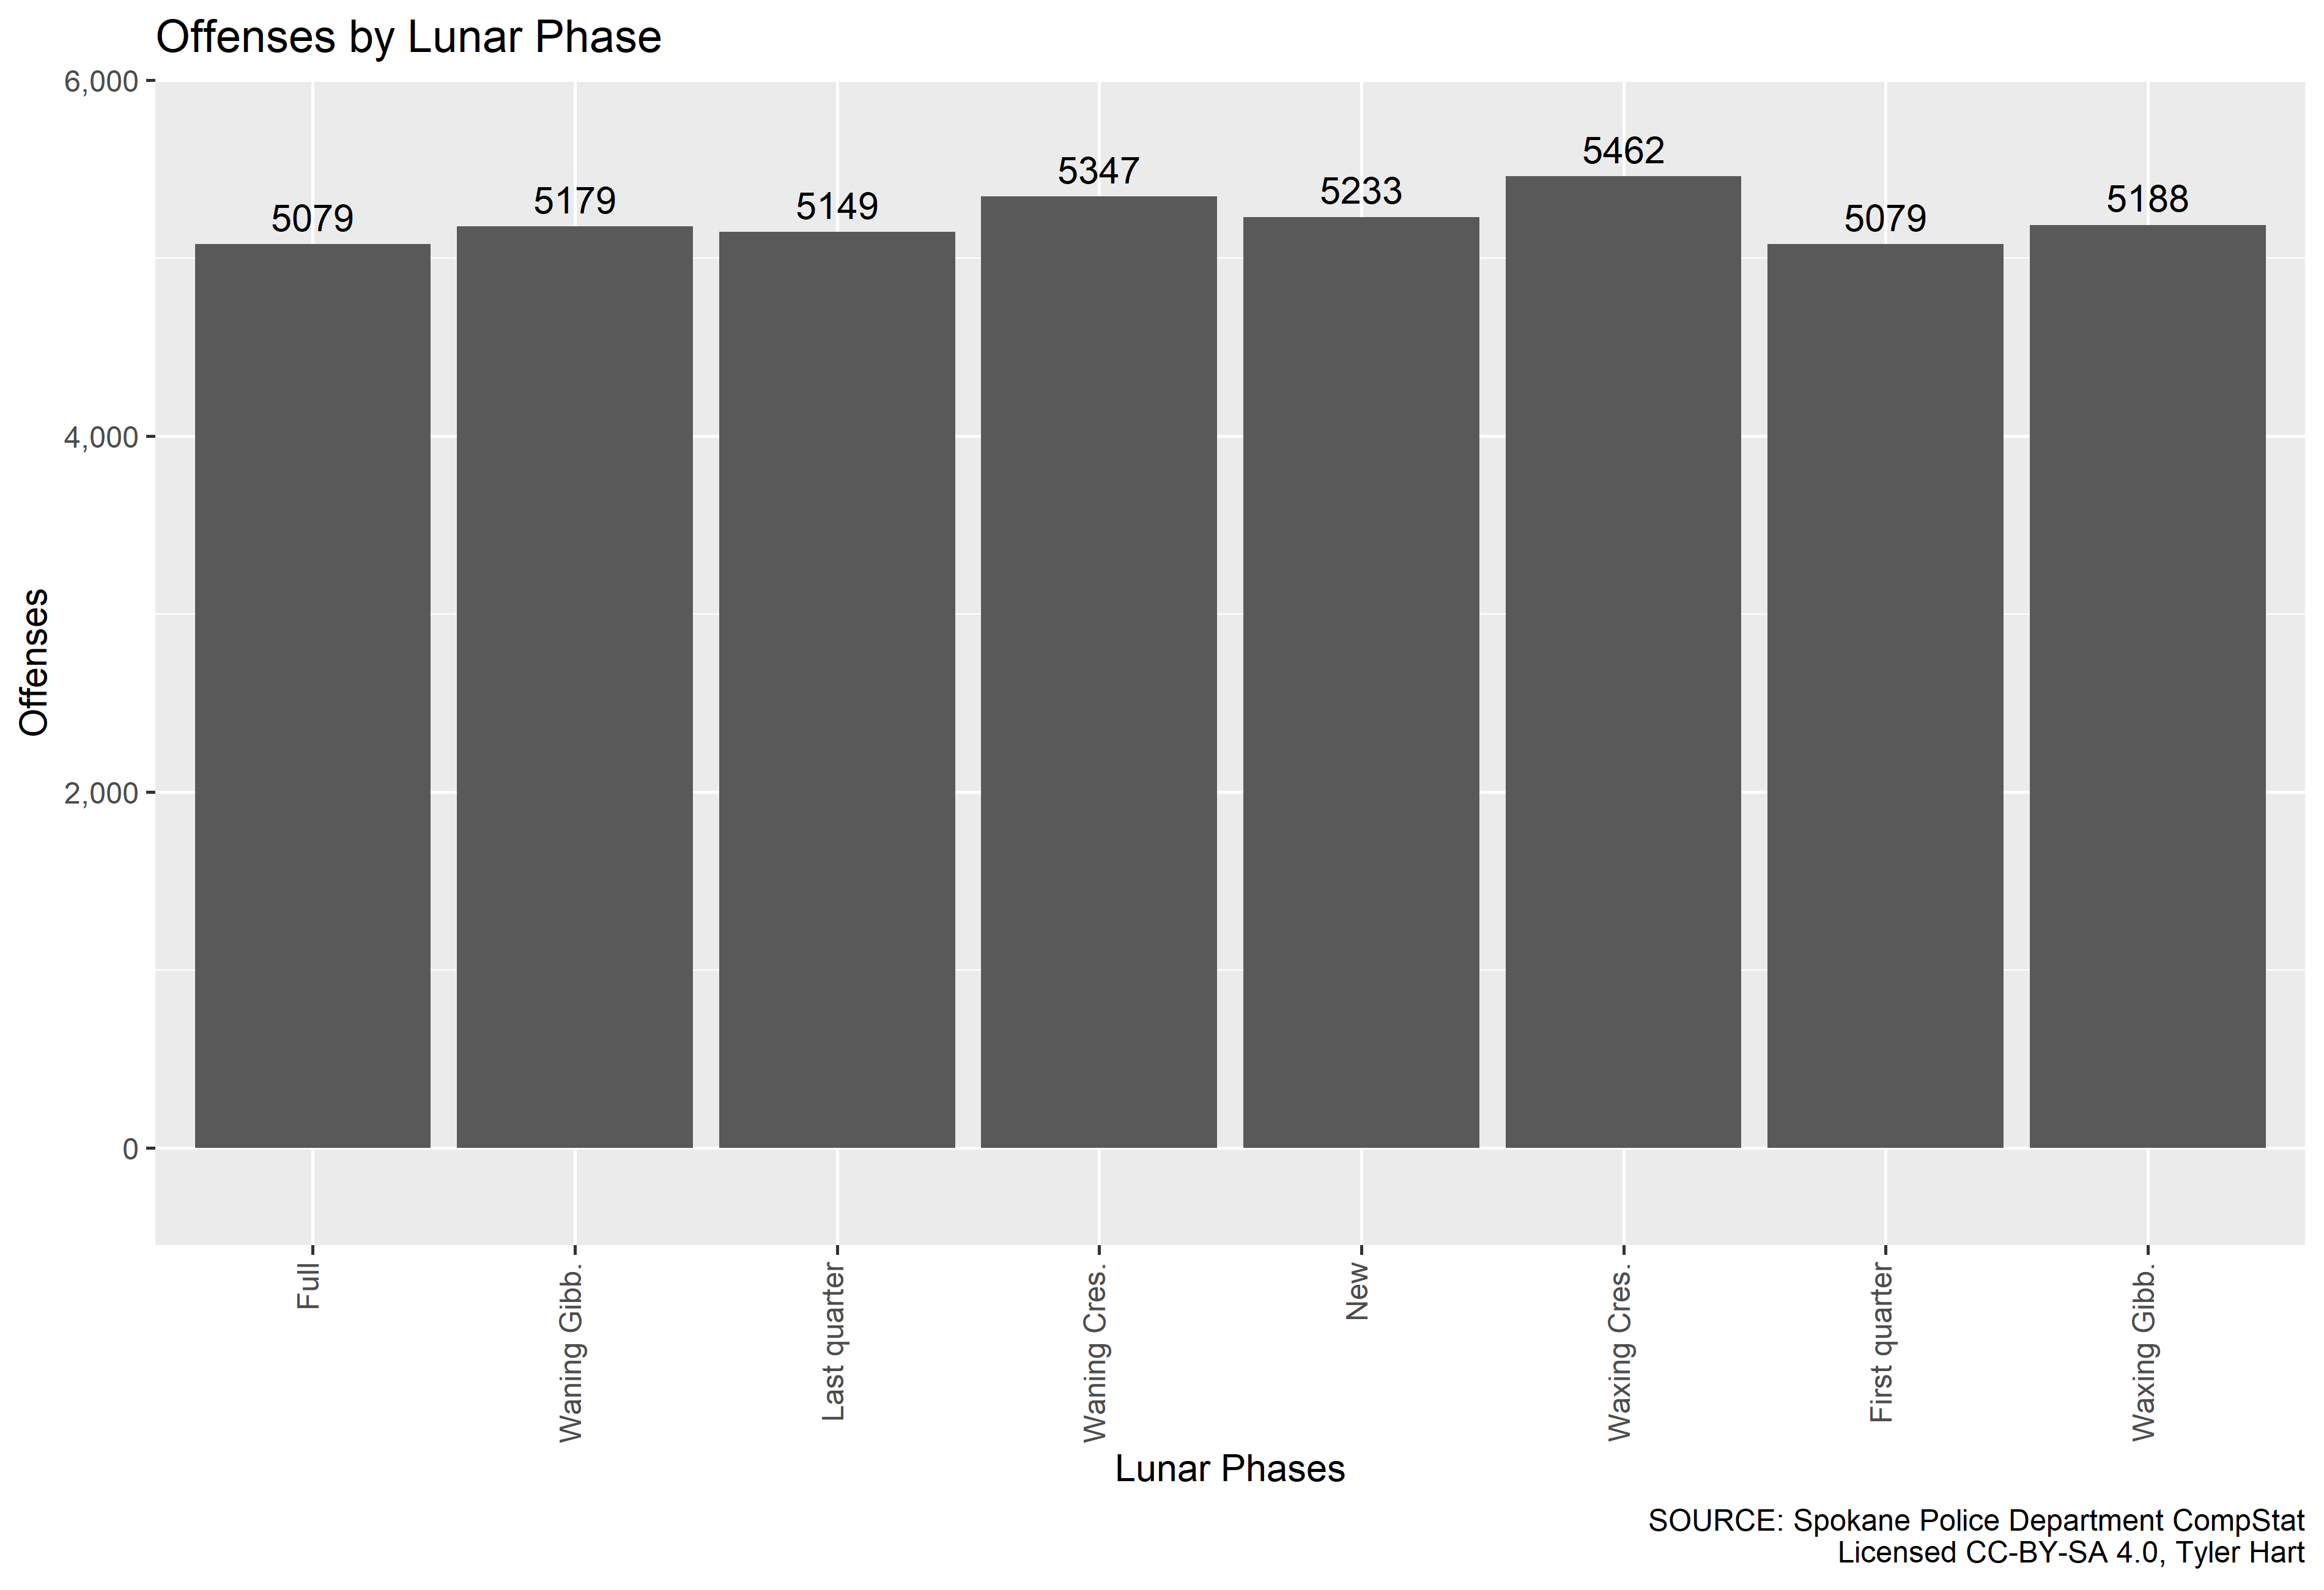 Offenses by Lunar Phase
6,000
4,000
2,000
0
Offenses
5079
5179
5149
5347
5233
5462
5079
5188
Full
Waning Gibb.
Last quarter
Waning Cres.
New
Waxing Cres.
First quarter
Waxing Gibb.
Lunar Phases
SOURCE: Spokane Police Department CompStat
Licensed CC-BY-SA 4.0, Tyler Hart